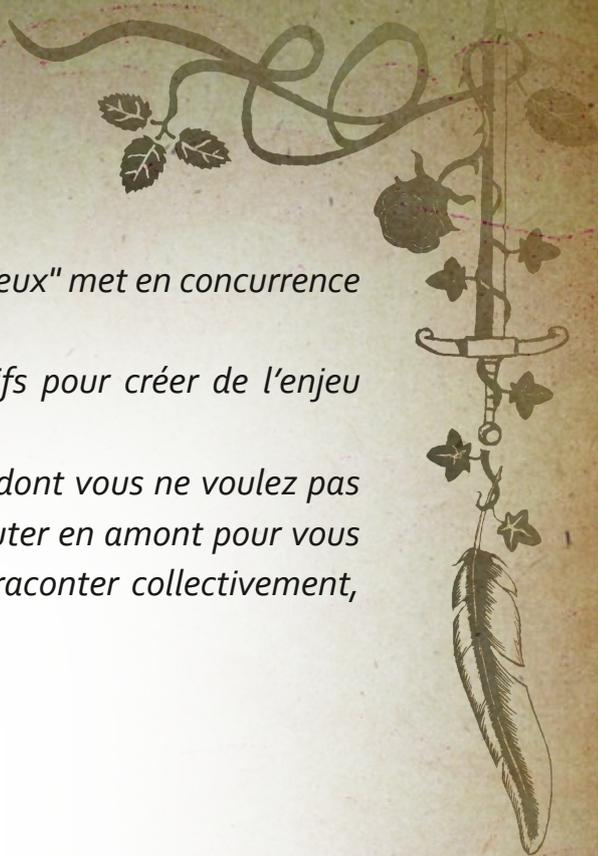 eux" met en concurrence
ifs pour créer de l'enjeu
dont vous ne voulez pas
uter en amont pour vous
raconter collectivement,